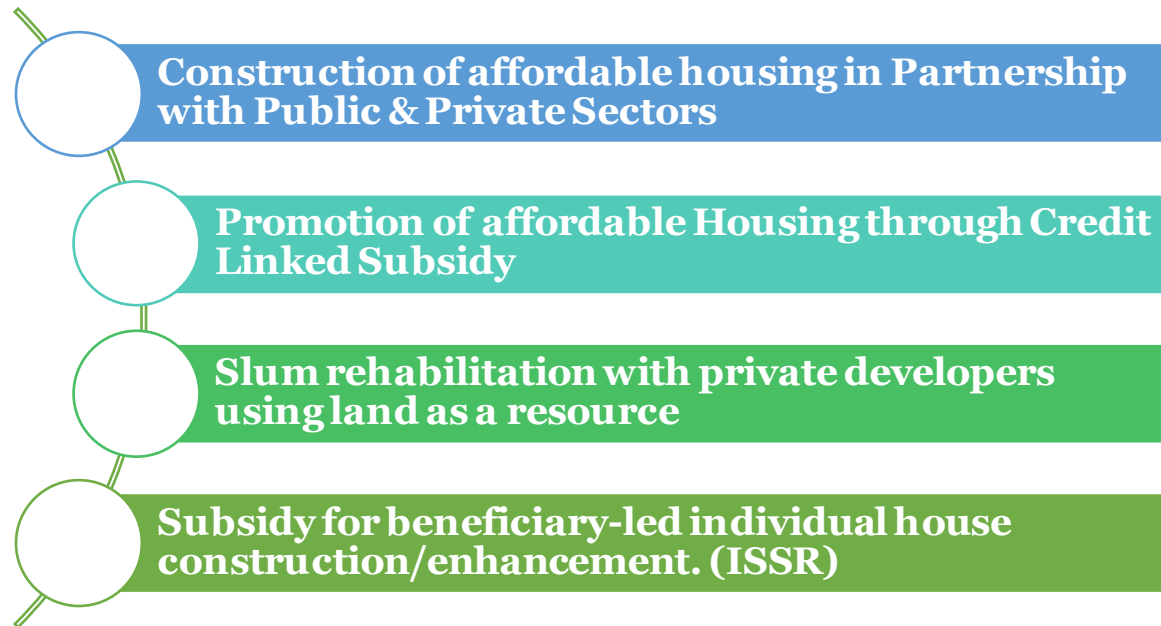 Construction of affordable housing in Partnership
with Public & Private Sectors
Promotion of affordable Housing through Credit
Linked Subsidy
Slum rehabilitation with private developers
using land as a resource
Subsidy for beneficiary-led individual house
construction/enhancement. (ISSR)